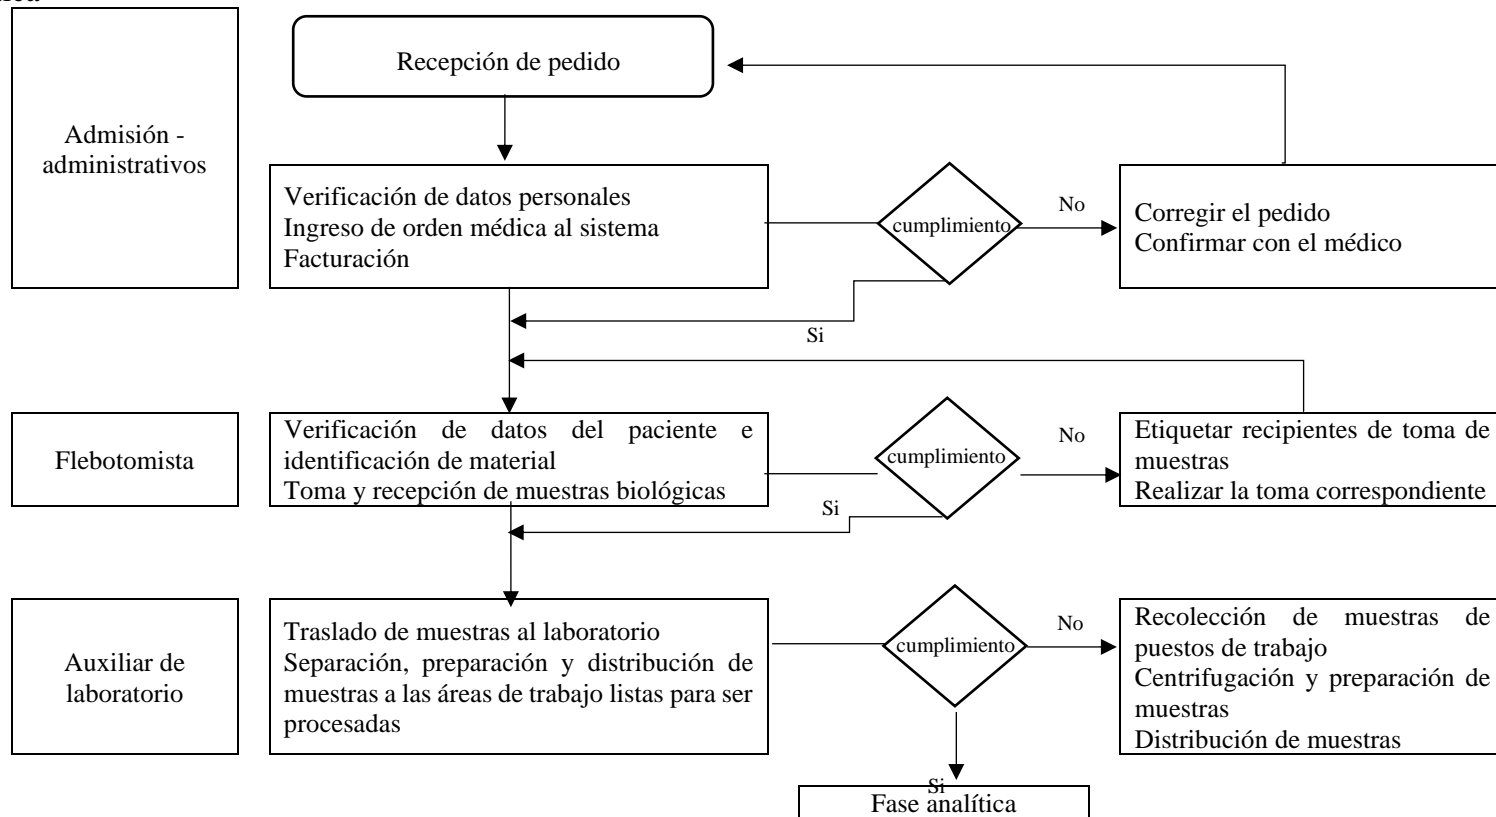 Recepción de pedido
Admisión -
administrativos
Verificación de datos personales
Ingreso de orden médica al sistema
Facturación
cumplimiento
No
Corregir el pedido
Confirmar con el médico
Si
Flebotomista
Verificación de datos del paciente e
identificación de material
Toma y recepción de muestras biológicas
cumplimiento
No
Etiquetar recipientes de toma de
muestras
Realizar la toma correspondiente
Si
Auxiliar de
laboratorio
Traslado de muestras al laboratorio
Separación, preparación y distribución de
muestras a las áreas de trabajo listas para ser
procesadas
cumplimiento
No
Recolección de muestras de
puestos de trabajo
Centrifugación y preparación de
muestras
Distribución de muestras
Si
Fase analítica